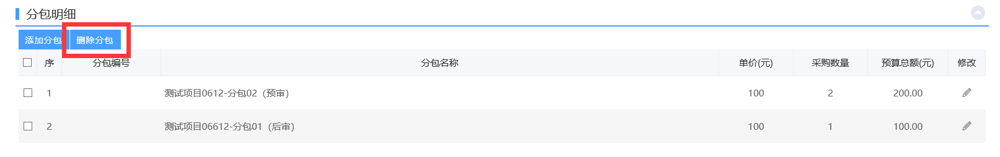 分包明细
添加分包 删除分包
序 分包编号 分包名称 单价(元) 采购数量 预算总额(元) 修改
1 测试项目0612-分包02（预审） 100 2 200.00
2 测试项目06612-分包01（后审） 100 1 100.00